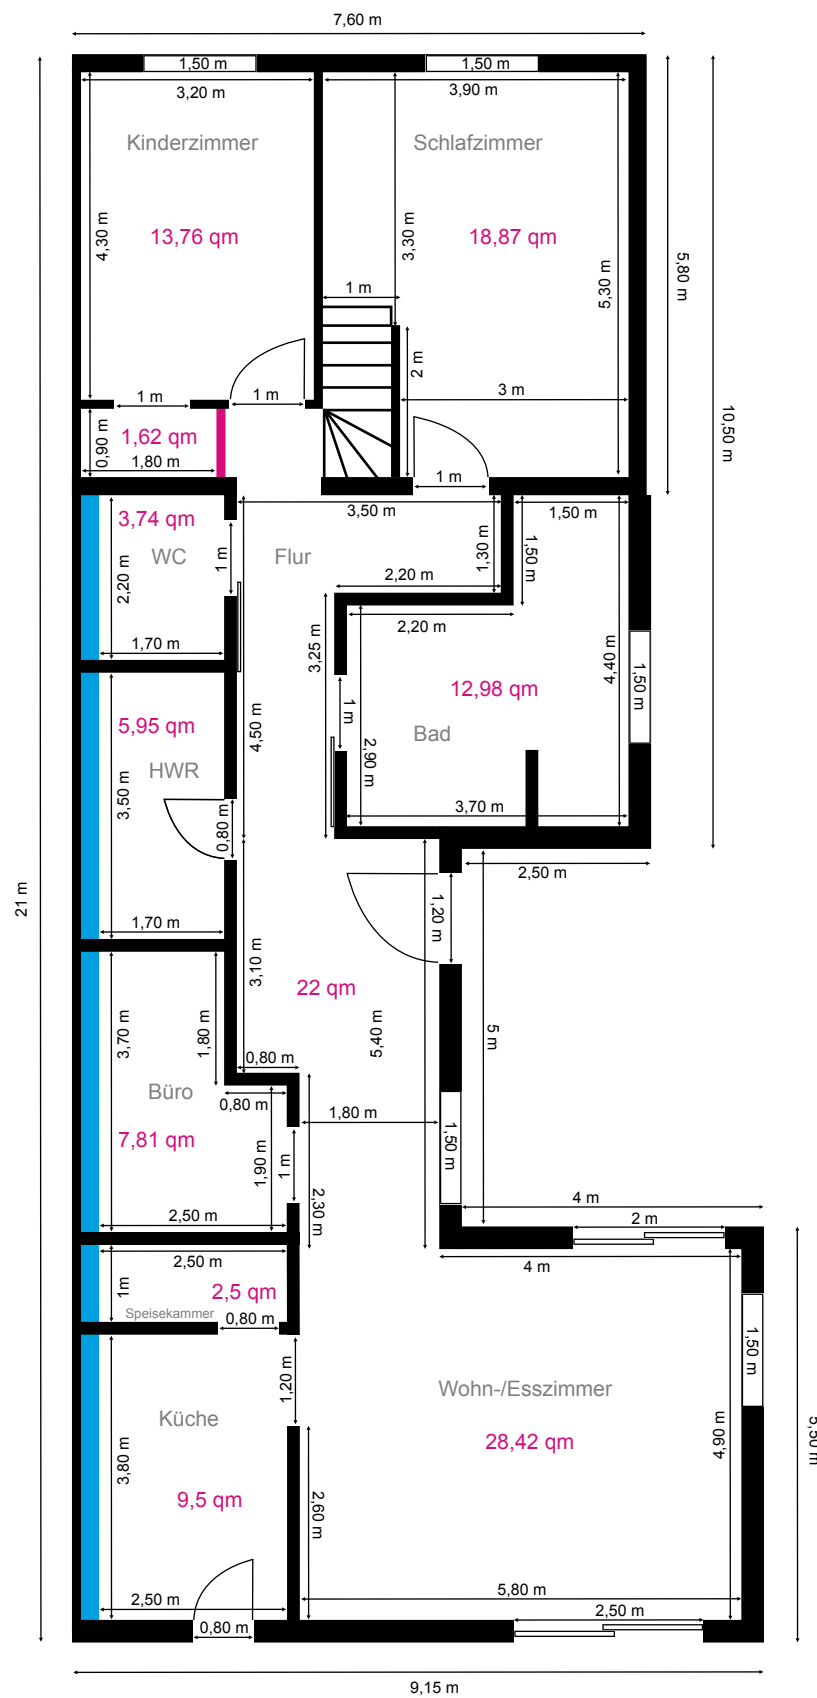 7,60 m
1,50 m
1,50 m
3,20 m
3,90 m
Kinderzimmer
Schlafzimmer
4,30 m
13,76 qm
3,30 m
18,87 qm
5,30 m
5,80 m
1 m
2 m
1 m
1 m
3 m
0,90 m
1,62 qm
1,80 m
10,50 m
1 m
3,74 qm
3,50 m
1,50 m
WC
Flur
2,20 m
1 m
1,30 m
1,50 m
2,20 m
2,20 m
1,70 m
3,25 m
4,40 m
1,50 m
12,98 qm
1 m
5,95 qm
4,50 m
Bad
2,90 m
HWR
3,50 m
0,80 m
3,70 m
2,50 m
21 m
1,70 m
1,20 m
3,10 m
22 qm
3,70 m
1,80 m
5,40 m
5 m
0,80 m
Büro
0,80 m
1,80 m
7,81 qm
1,90 m
1 m
1,50 m
2,50 m
2,30 m
4 m
2 m
2,50 m
4 m
1m
2,5 qm
Speisekammer
0,80 m
1,50 m
1,20 m
Wohn-/Esszimmer
Küche
28,42 qm
4,90 m
5,50 m
3,80 m
9,5 qm
2,60 m
2,50 m
5,80 m
2,50 m
0,80 m
9,15 m